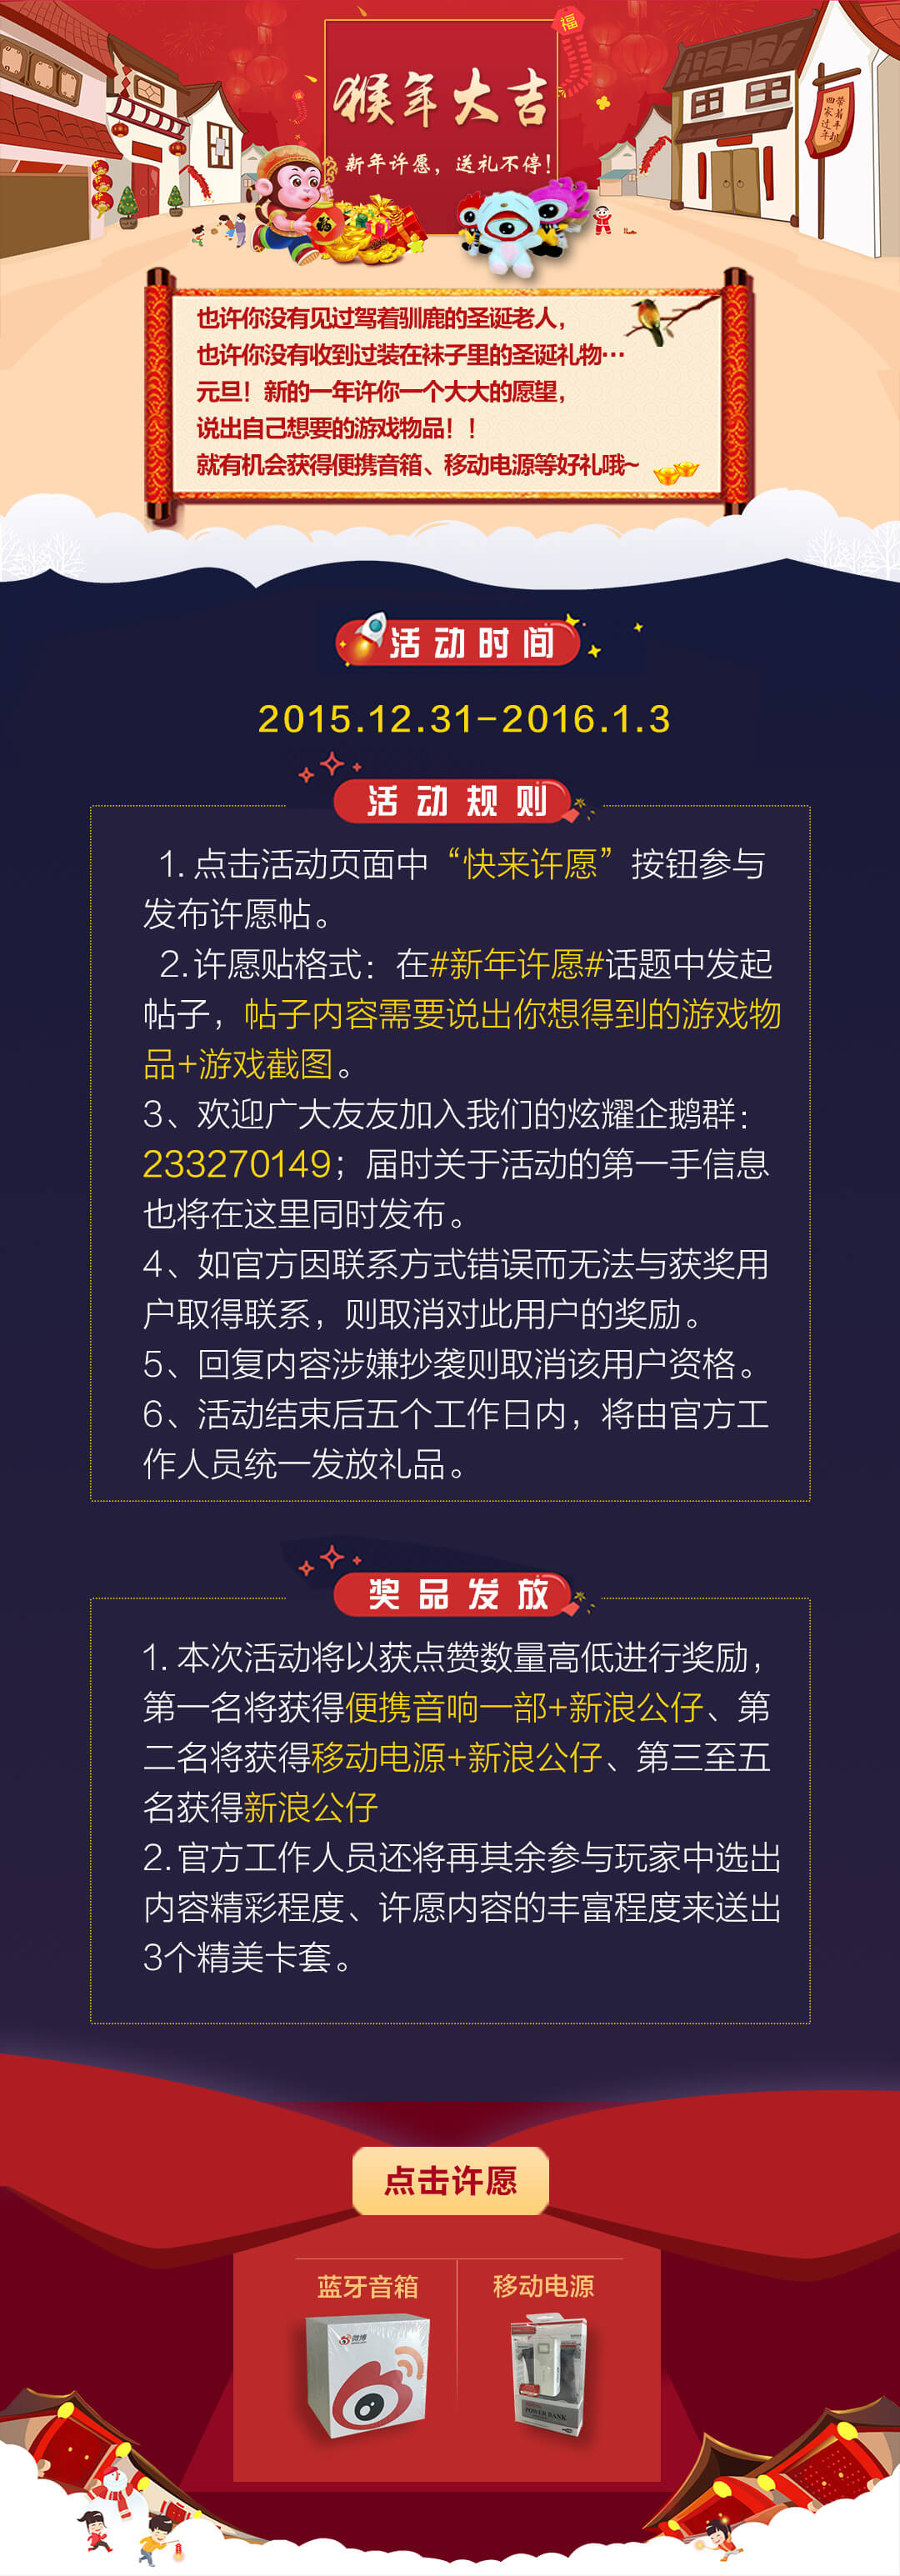 福
猴年大吉
新年许愿，送礼不停！
带着手机
回家过年
福
也许你没有见过驾着驯鹿的圣诞老人，
也许你没有收到过装在袜子里的圣诞礼物…
元旦！新的一年许你一个大大的愿望，
说出自己想要的游戏物品！！
就有机会获得便携音箱、移动电源等好礼哦~
活动时间
2015.12.31-2016.1.3
活动规则
1. 点击活动页面中“快来许愿”按钮参与
发布许愿帖。
2.许愿贴格式：在#新年许愿#话题中发起
帖子，帖子内容需要说出你想得到的游戏物
品+游戏截图。
3、欢迎广大友友加入我们的炫耀企鹅群：
233270149；届时关于活动的第一手信息
也将在这里同时发布。
4、如官方因联系方式错误而无法与获奖用
户取得联系，则取消对此用户的奖励。
5、回复内容涉嫌抄袭则取消该用户资格。
6、活动结束后五个工作日内，将由官方工
作人员统一发放礼品。
奖品发放
1. 本次活动将以获点赞数量高低进行奖励，
第一名将获得便携音响一部+新浪公仔、第
二名将获得移动电源+新浪公仔、第三至五
名获得新浪公仔
2.官方工作人员还将再其余参与玩家中选出
内容精彩程度、许愿内容的丰富程度来送出
3个精美卡套。
点击许愿
蓝牙音箱
移动电源
微博
POWER BANK